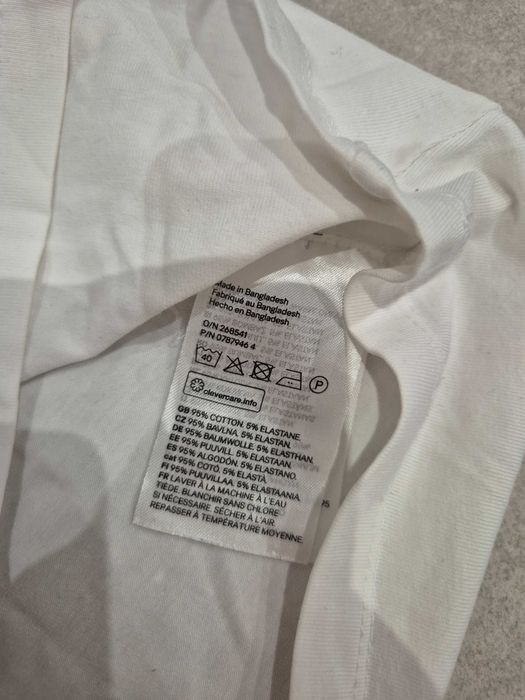 Made in Bangladesh
Fabriqué au Bangladesh
Hecho en Bangladesh
O/N 268541
P/N 0787946 4
40 P
clevercare.info
GB 95% COTTON. 5% ELASTANE.
CZ 95% BAVLNA. 5% ELASTAN.
DE 95% BAUMWOLLE. 5% ELASTHAN.
EE 95% PUUVILL. 5% ELASTAAN.
ES 95% ALGODÓN. 5% ELASTANO.
cat 95% COTÓ. 5% ELASTÀ.
FI 95% PUUVILLAA. 5% ELASTAANIA.
FR LAVER À LA MACHINE À L'EAU
TIÈDE. BLANCHIR SANS CHLORE
SI NÉCESSAIRE. SÉCHER À L'AIR.
REPASSER À TEMPÉRATURE MOYENNE.